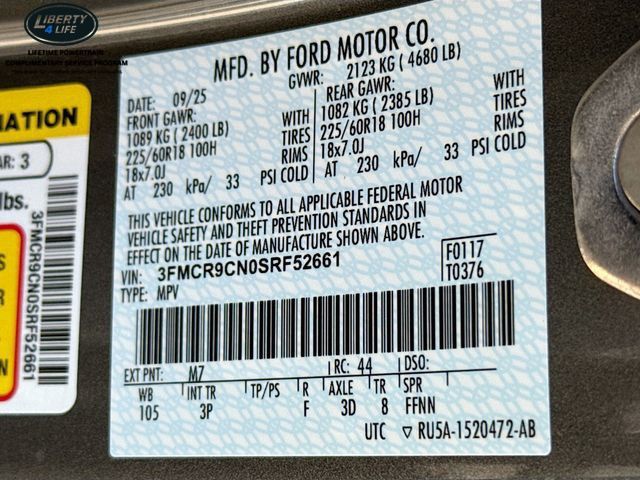 LIBERTY
4 LIFE
LIFETIME POWERTRAIN
COMPLIMENTARY SERVICE PROGRAM
MATION
AR: 3
lbs.
3FMCR9CN0SRF52661
MFD. BY FORD MOTOR CO.
GVWR: 2123 KG ( 4680 LB)
DATE: 09/25
FRONT GAWR:
1089 KG ( 2400 LB) WITH
225/60R18 100H TIRES
18x7.0J RIMS
AT 230 kPa/ 33 PSI COLD
REAR GAWR:
1082 KG ( 2385 LB) WITH
225/60R18 100H TIRES
18x7.0J RIMS
AT 230 kPa/ 33 PSI COLD
THIS VEHICLE CONFORMS TO ALL APPLICABLE FEDERAL MOTOR
VEHICLE SAFETY AND THEFT PREVENTION STANDARDS IN
EFFECT ON THE DATE OF MANUFACTURE SHOWN ABOVE.
VIN: 3FMCR9CN0SRF52661
TYPE: MPV
F0117
T0376
EXT PNT: M7 RC: 44 DSO:
WB INT TR TP/PS R AXLE TR SPR
105 3P F 3D 8 FFNN
UTC ▽ RU5A-1520472-AB